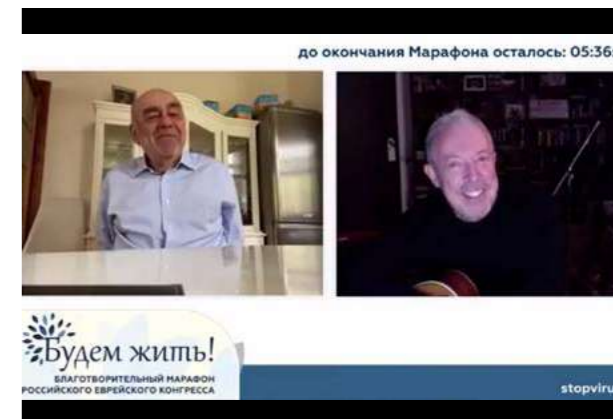 до окончания Марафона осталось: 05:36:
Будем жить!
БЛАГОТВОРИТЕЛЬНЫЙ МАРАФОН
РОССИЙСКОГО ЕВРЕЙСКОГО КОНГРЕССА
stopviru